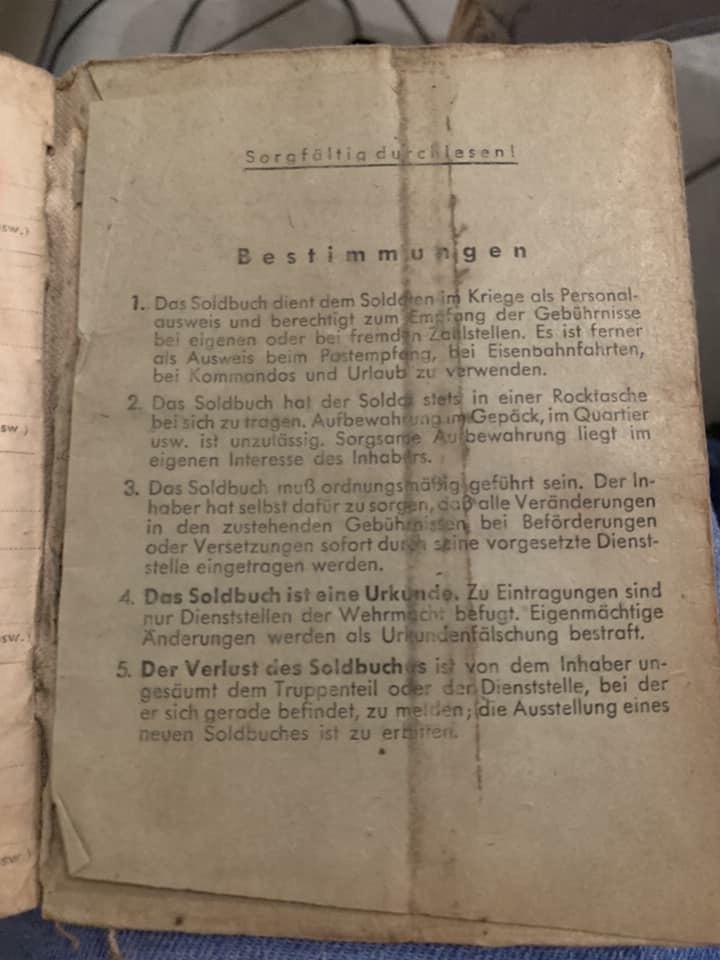 Sorgfältig durchlesen!
Bestimmungen
1. Das Soldbuch dient dem Soldaten im Kriege als Personal-
ausweis und berechtigt zum Empfang der Gebührnisse
bei eigenen oder bei fremden Zahlstellen. Es ist ferner
als Ausweis beim Postempfang, bei Eisenbahnfahrten,
bei Kommandos und Urlaub zu verwenden.
2. Das Soldbuch hat der Soldat stets in einer Rocktasche
bei sich zu tragen. Aufbewahrung im Gepäck, im Quartier
usw. ist unzulässig. Sorgsame Aufbewahrung liegt im
eigenen Interesse des Inhabers.
3. Das Soldbuch muß ordnungsmäßig geführt sein. Der In-
haber hat selbst dafür zu sorgen, daß alle Veränderungen
in den zustehenden Gebührnissen, bei Beförderungen
oder Versetzungen sofort durch seine vorgesetzte Dienst-
stelle eingetragen werden.
4. Das Soldbuch ist eine Urkunde. Zu Eintragungen sind
nur Dienststellen der Wehrmacht befugt. Eigenmächtige
Änderungen werden als Urkundenfälschung bestraft.
5. Der Verlust des Soldbuches ist von dem Inhaber un-
gesäumt dem Truppenteil oder der Dienststelle, bei der
er sich gerade befindet, zu melden; die Ausstellung eines
neuen Soldbuches ist zu erbitten.